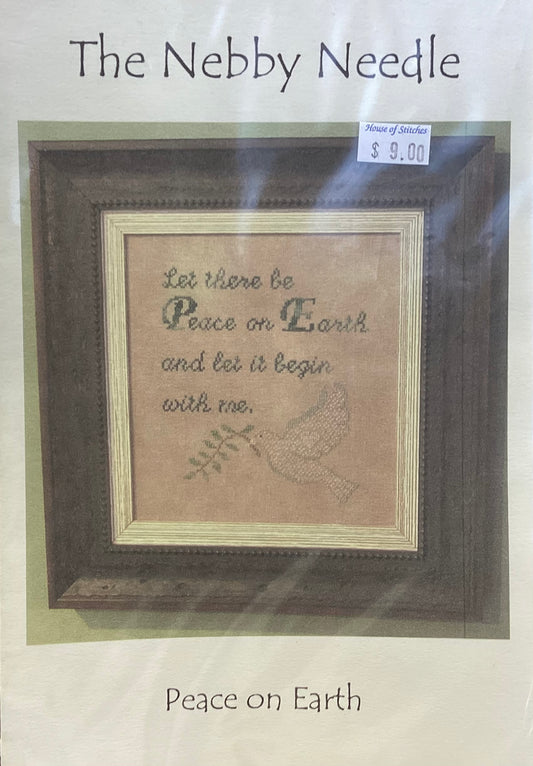 The Nebby Needle
House of Stitches
$ 9.00
Let there be
Peace on Earth
and let it begin
with me.
Peace on Earth